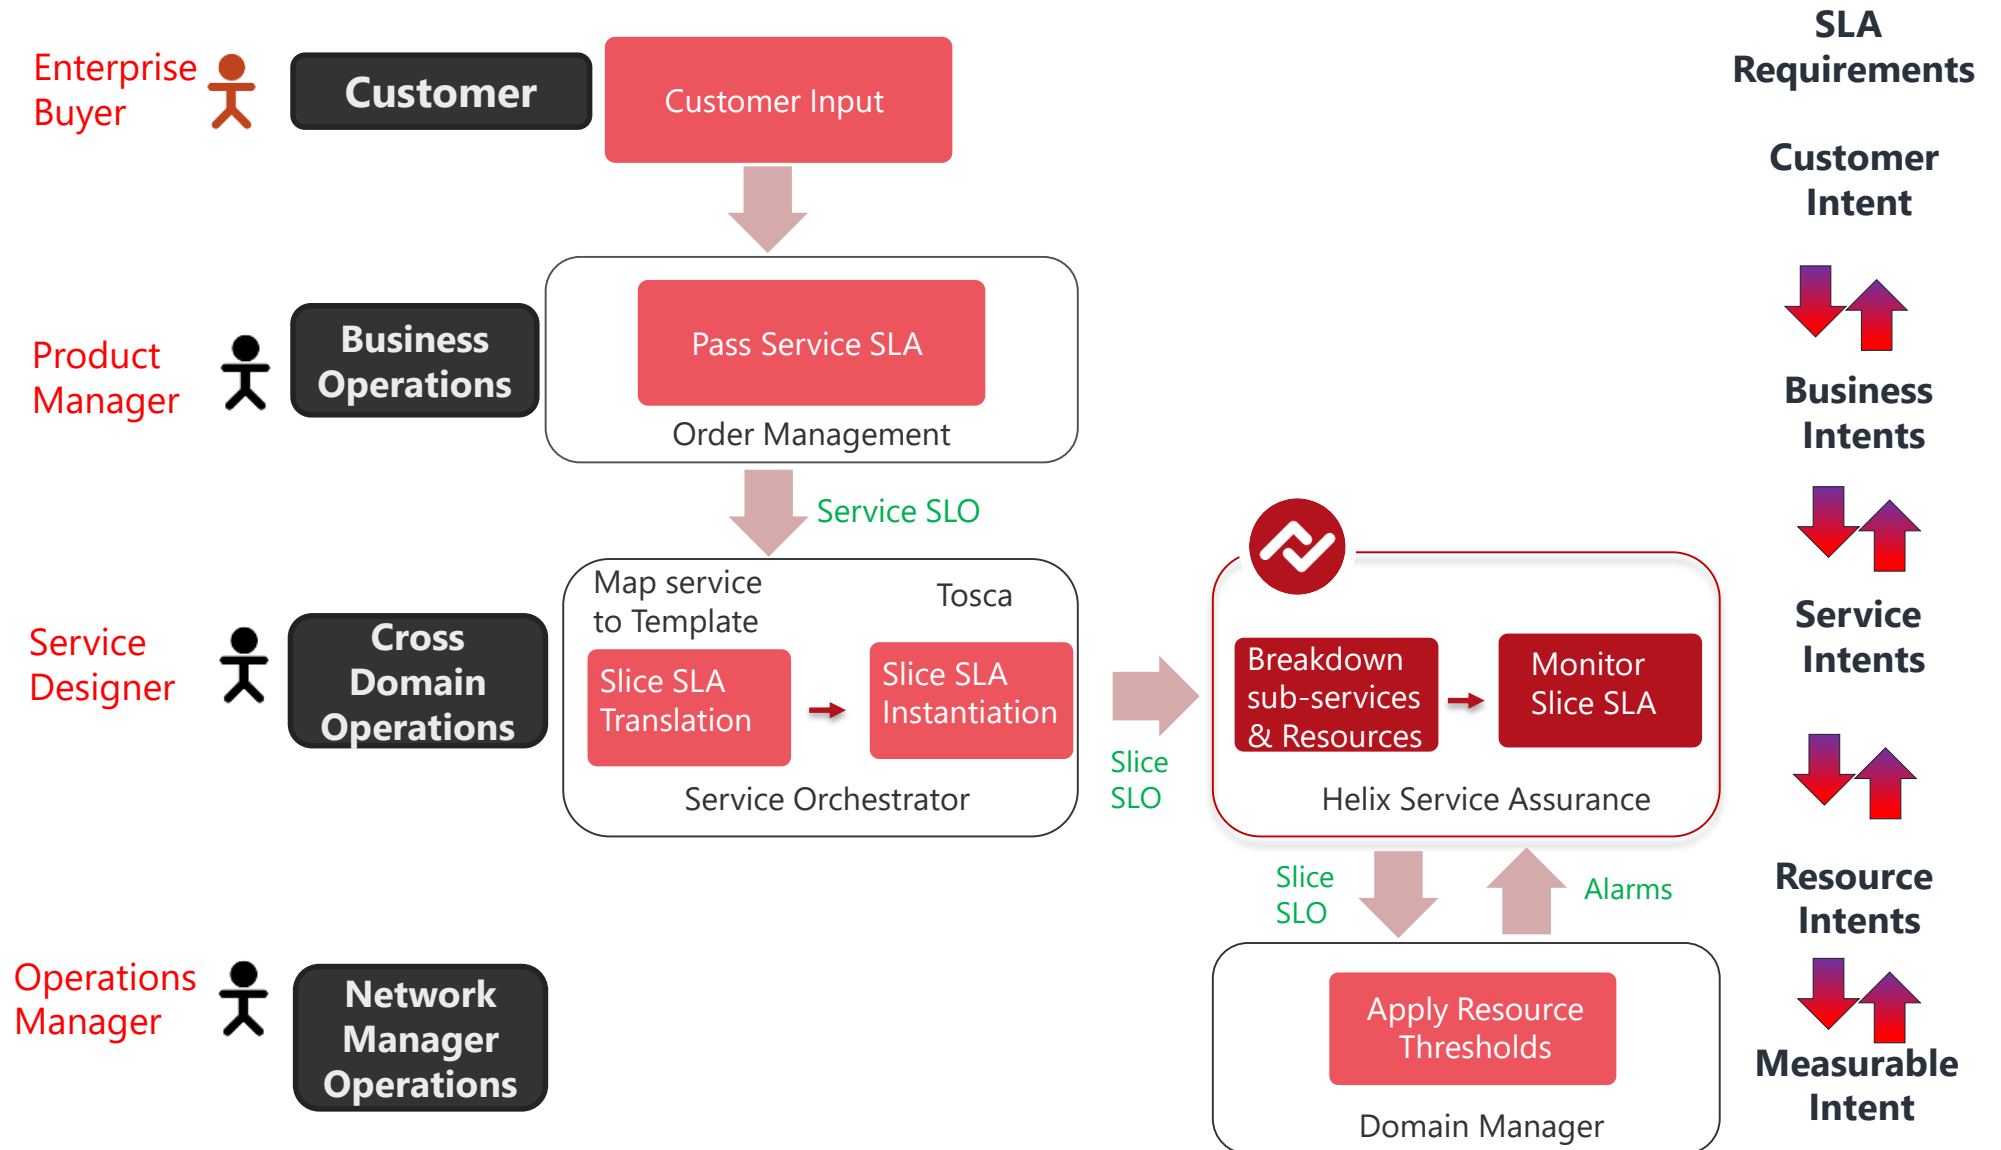 SLA
Requirements
Enterprise
Buyer
Customer
Customer Input
Customer
Intent
Product
Manager
Business
Operations
Pass Service SLA
Order Management
Business
Intents
Service SLO
Service
Designer
Cross
Domain
Operations
Map service
to Template
Tosca
Slice SLA
Translation
Slice SLA
Instantiation
Service Orchestrator
Slice
SLO
Breakdown
sub-services
& Resources
Monitor
Slice SLA
Helix Service Assurance
Service
Intents
Slice
SLO
Alarms
Resource
Intents
Operations
Manager
Network
Manager
Operations
Apply Resource
Thresholds
Domain Manager
Measurable
Intent